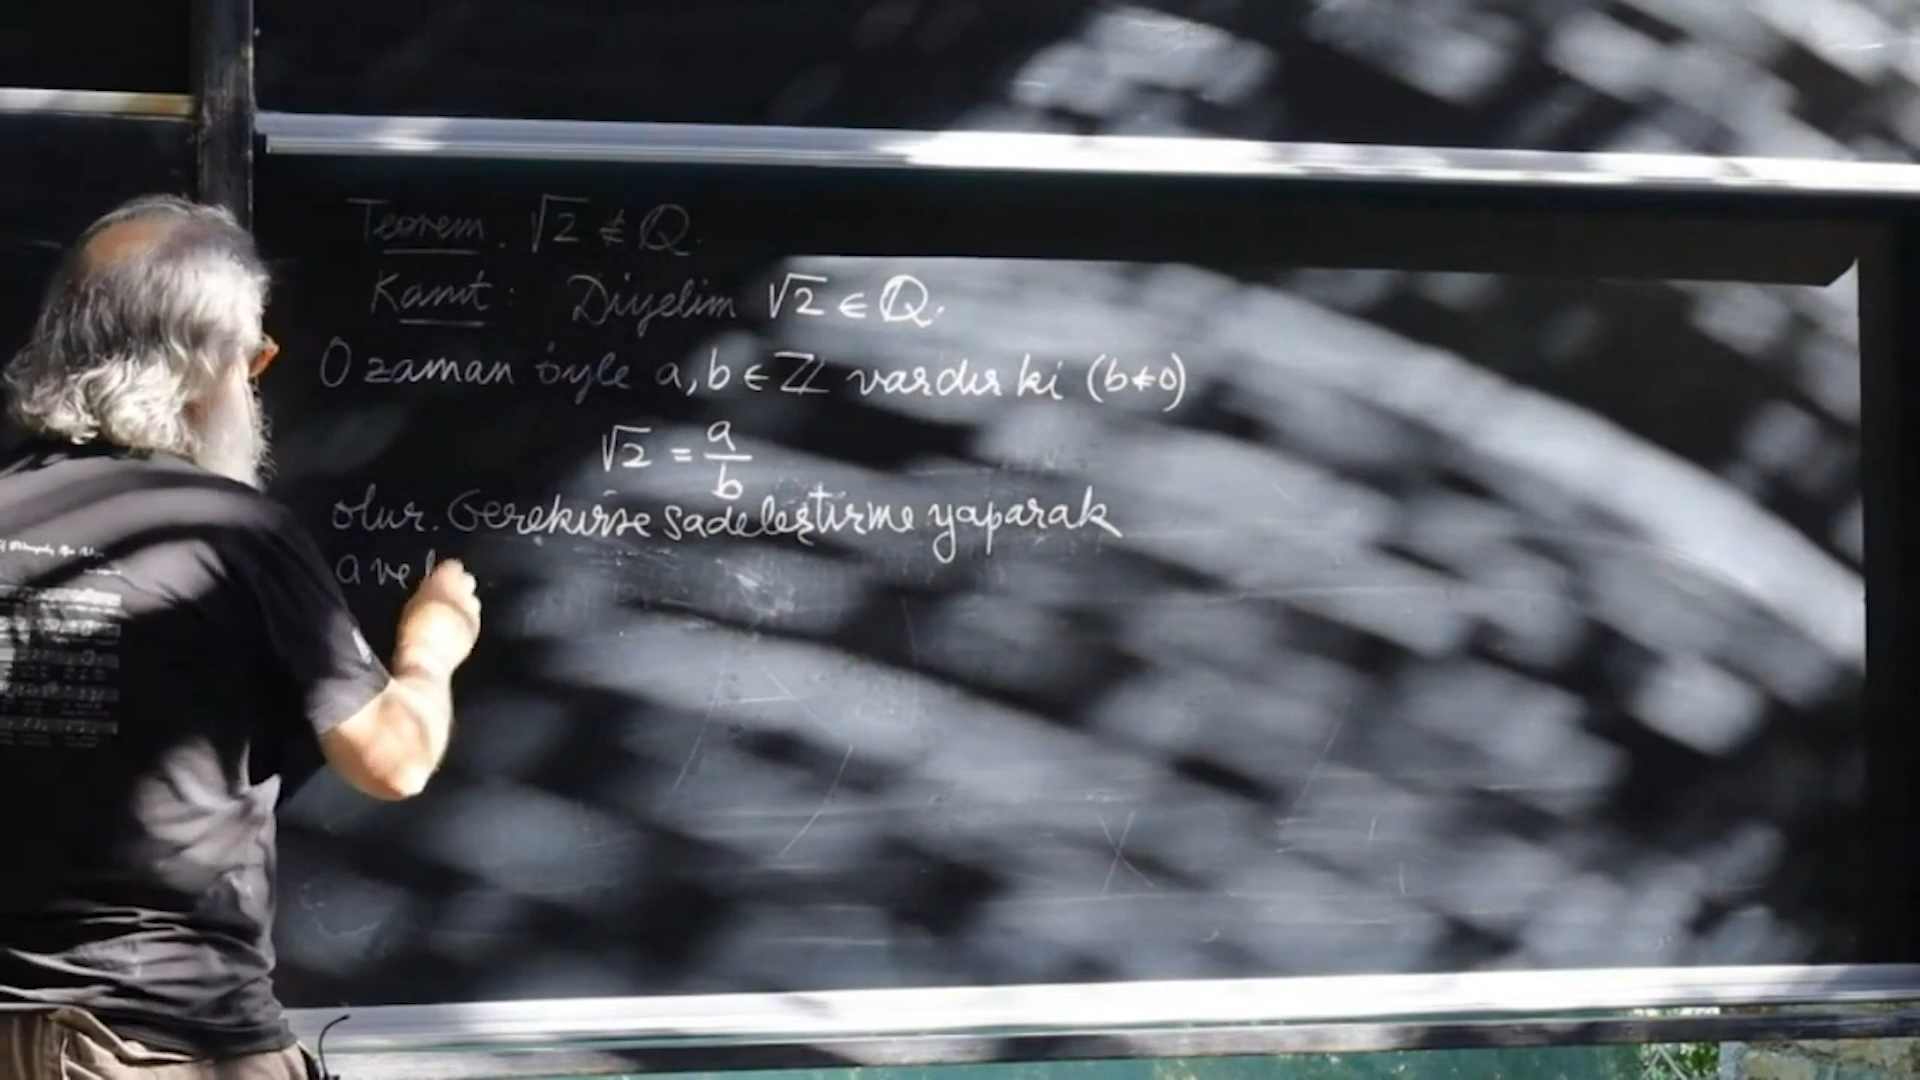 Teorem. √2 ∉ Q.
Kanıt: Diyelim √2 ∈ Q.
O zaman öyle a, b ∈ Z vardır ki (b≠0)
√2 = a/b
olur. Gerekirse sadeleştirme yaparak
a ve